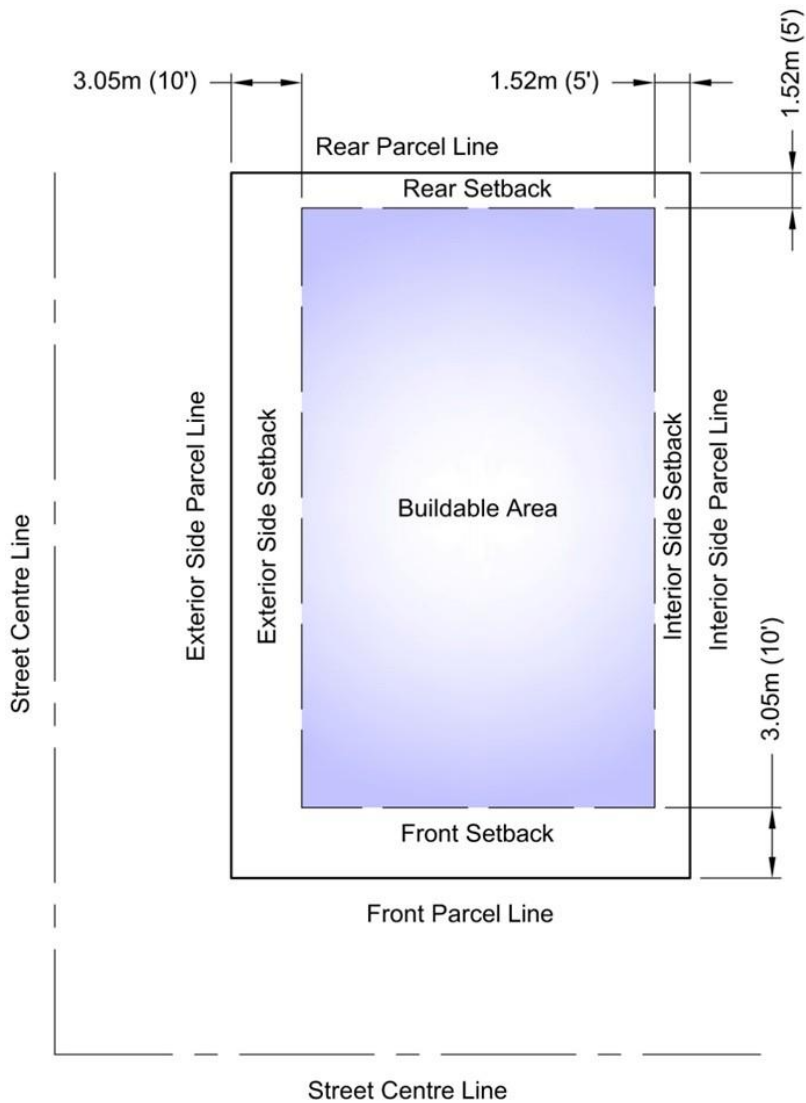 3.05m (10')
1.52m (5')
1.52m (5')
Rear Parcel Line
Rear Setback
Street Centre Line
Exterior Side Parcel Line
Exterior Side Setback
Buildable Area
Interior Side Setback
Interior Side Parcel Line
3.05m (10')
Front Setback
Front Parcel Line
Street Centre Line